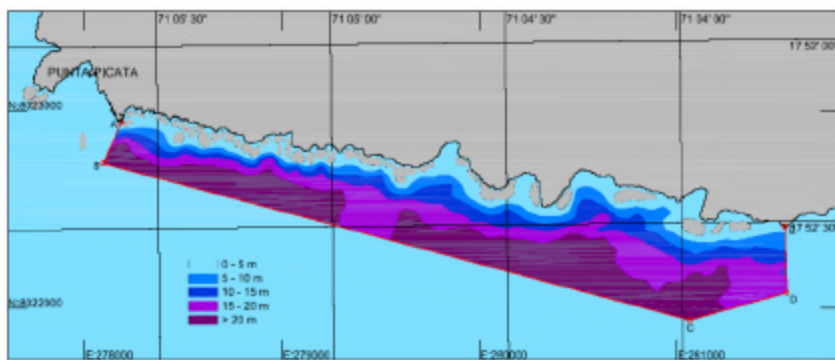 71 05' 30"
71 05' 00"
71 04' 30"
71 04' 00"
17 52' 00"
PUNTA PICATA
N:8023000
A
B
17 52' 30"
0 - 5 m
5 - 10 m
10 - 15 m
15 - 20 m
> 20 m
D
N:8022000
C
E:278000
E:279000
E:280000
E:261000